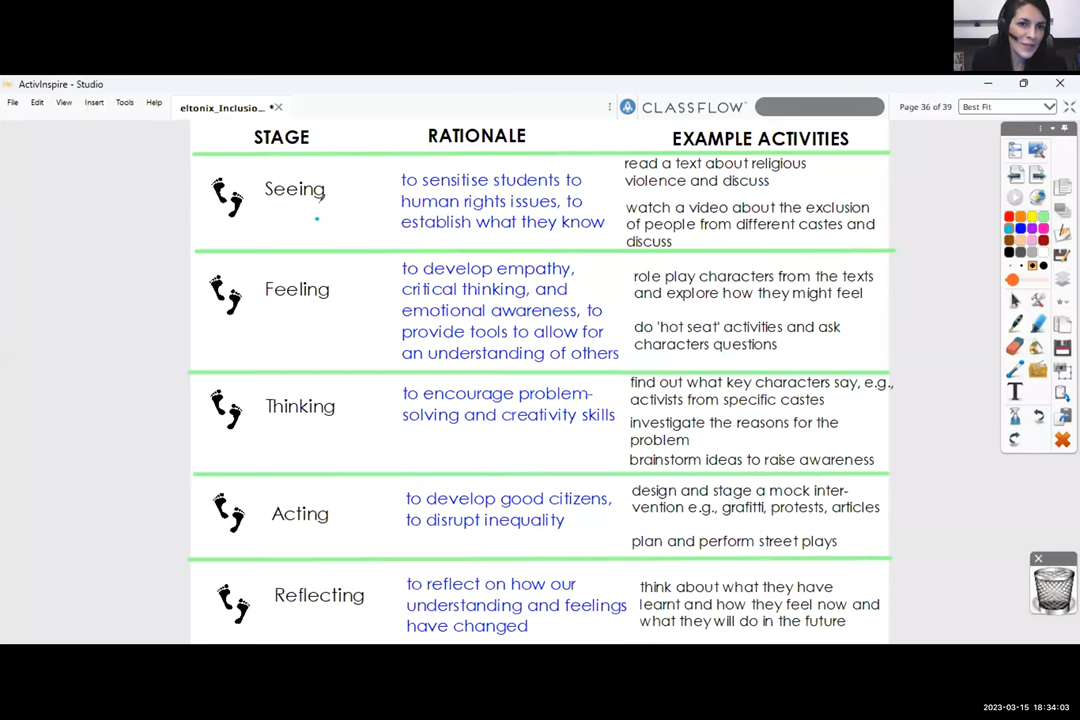 ActivInspire - Studio
File Edit View Insert Tools Help
eltonix_Inclusio... *
CLASSFLOW
Page 36 of 39
Best Fit
STAGE
RATIONALE
EXAMPLE ACTIVITIES
Seeing
to sensitise students to
human rights issues, to
establish what they know
read a text about religious
violence and discuss
watch a video about the exclusion
of people from different castes and
discuss
Feeling
to develop empathy,
critical thinking, and
emotional awareness, to
provide tools to allow for
an understanding of others
role play characters from the texts
and explore how they might feel
do 'hot seat' activities and ask
characters questions
Thinking
to encourage problem-
solving and creativity skills
find out what key characters say, e.g.,
activists from specific castes
investigate the reasons for the
problem
brainstorm ideas to raise awareness
Acting
to develop good citizens,
to disrupt inequality
design and stage a mock inter-
vention e.g., grafitti, protests, articles
plan and perform street plays
Reflecting
to reflect on how our
understanding and feelings
have changed
think about what they have
learnt and how they feel now and
what they will do in the future
T
2023-03-15 18:34:03